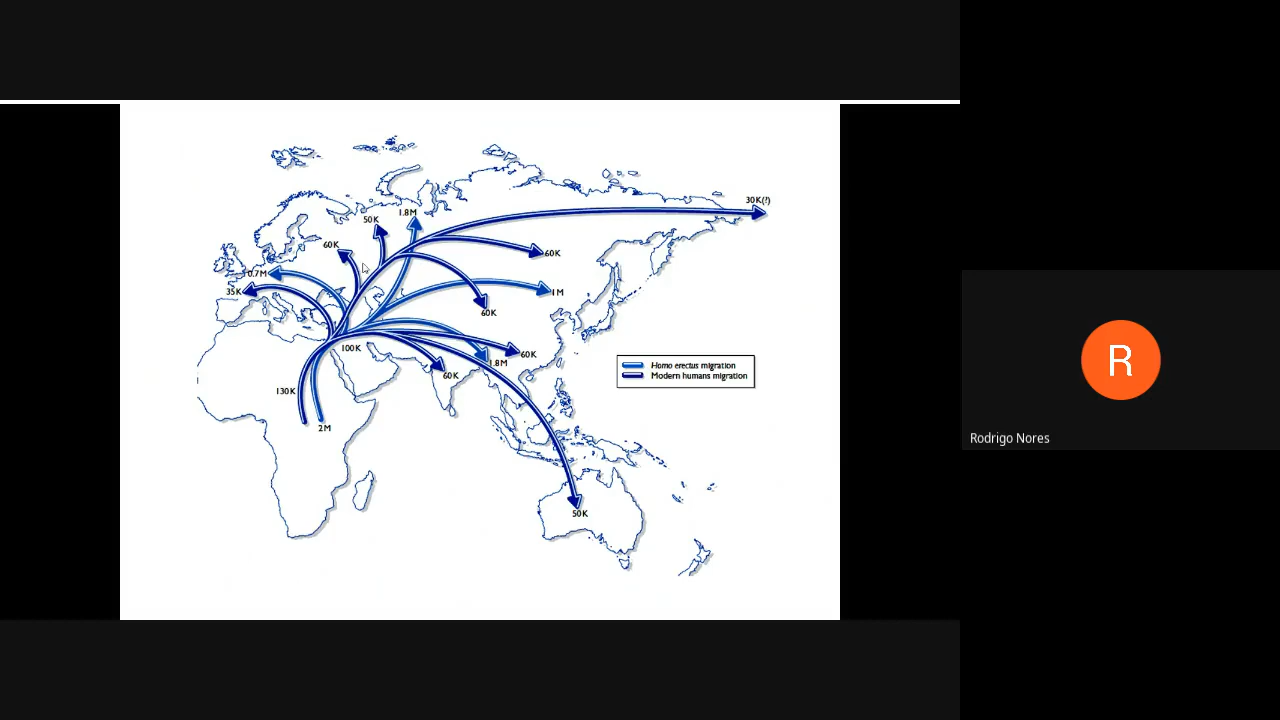 30K(?)
50K
1.8M
60K
60K
0.7M
35K
1M
60K
100K
60K
1.8M
60K
Homo erectus migration
Modern humans migration
130K
2M
50K
R
Rodrigo Nores